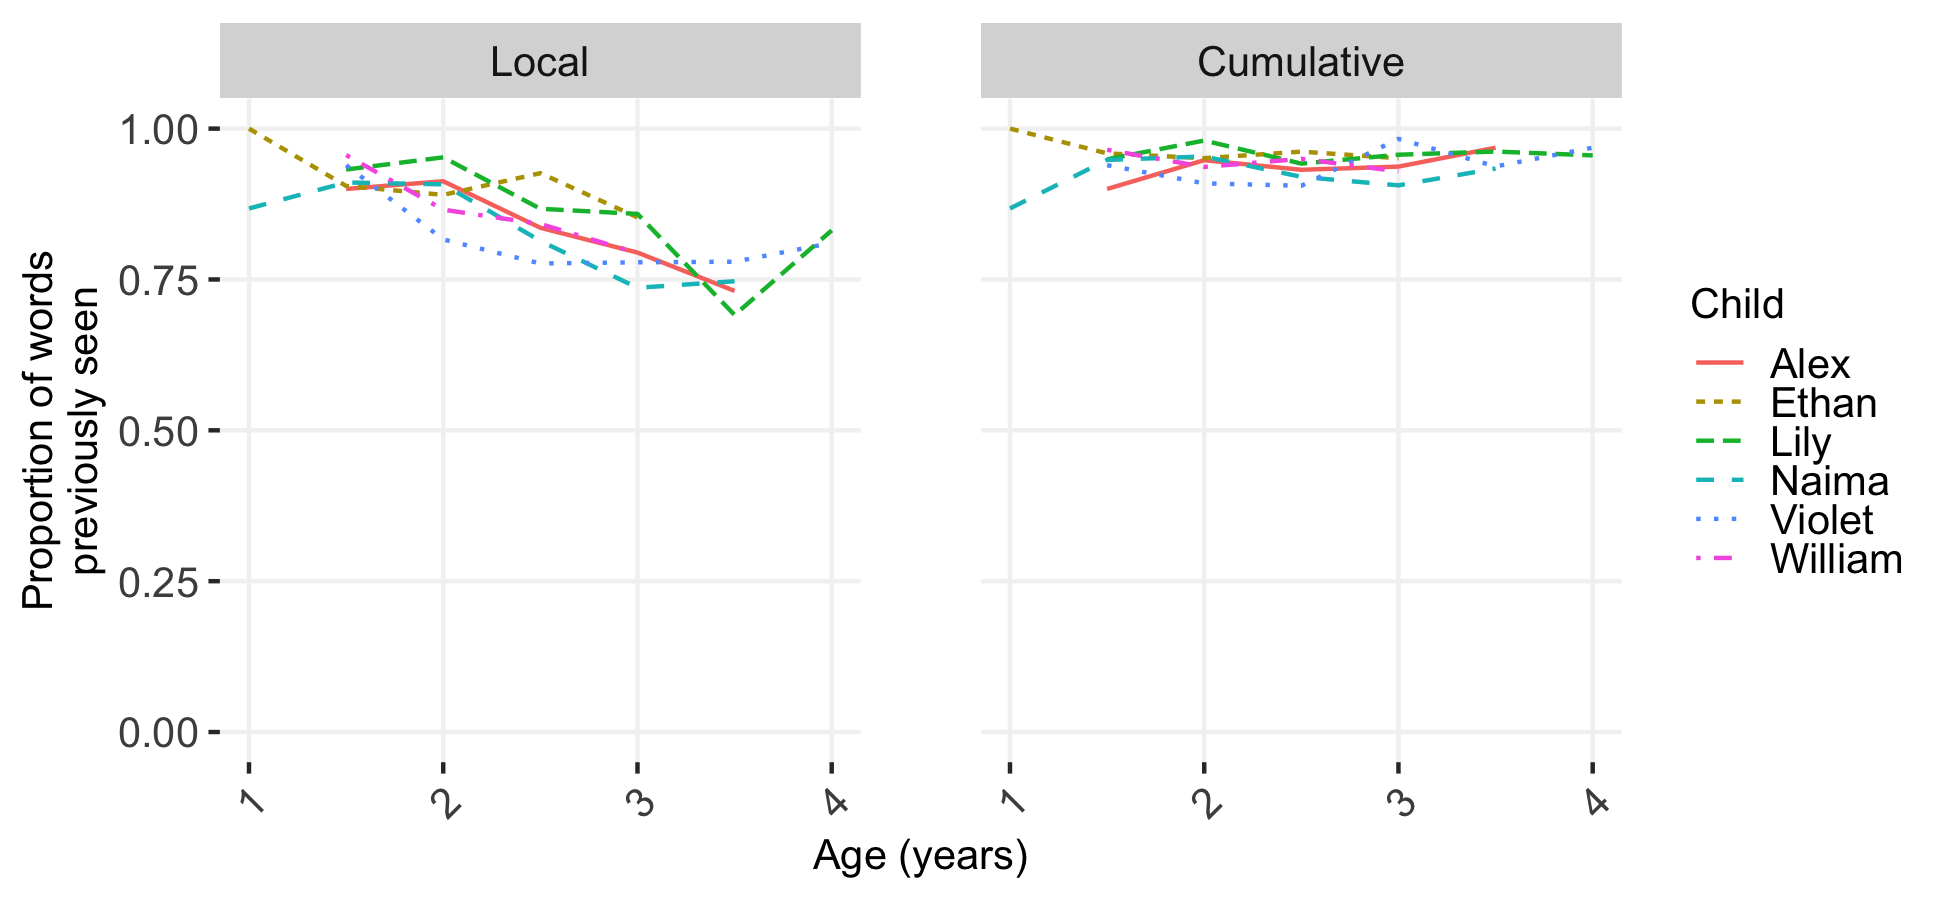 Local
Cumulative
Proportion of words
previously seen
1.00
0.75
0.50
0.25
0.00
1
2
3
4
1
2
3
4
Age (years)
Child
Alex
Ethan
Lily
Naima
Violet
William